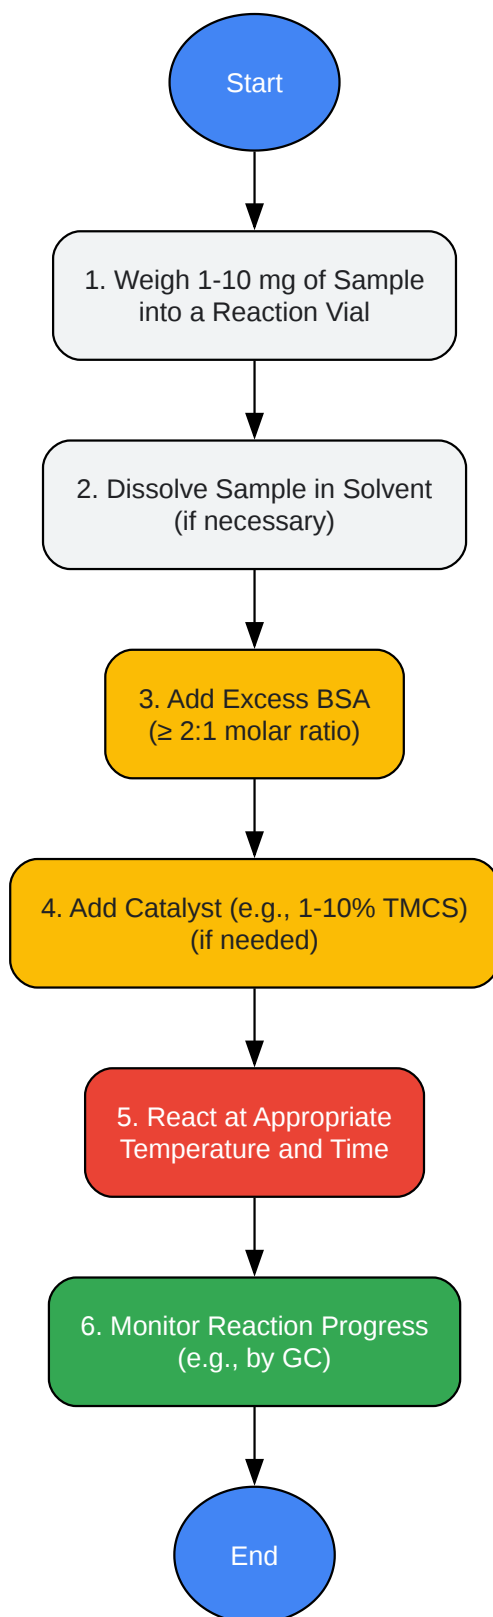 Start
1. Weigh 1-10 mg of Sample
into a Reaction Vial
2. Dissolve Sample in Solvent
(if necessary)
3. Add Excess BSA
(≥ 2:1 molar ratio)
4. Add Catalyst (e.g., 1-10% TMCS)
(if needed)
5. React at Appropriate
Temperature and Time
6. Monitor Reaction Progress
(e.g., by GC)
End